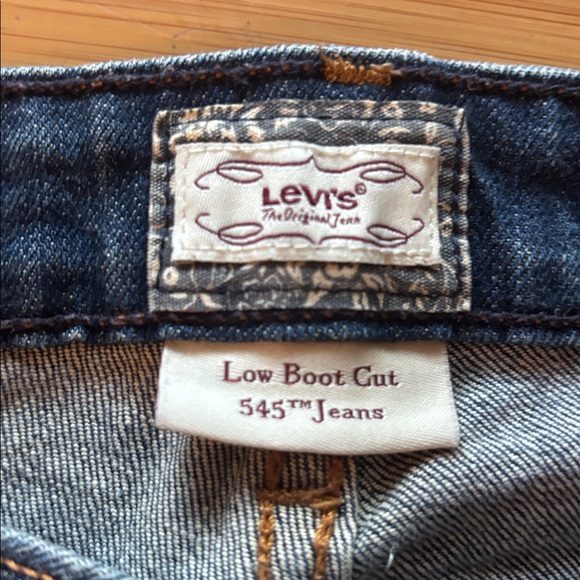 Levi's®
The Original Jean
Low Boot Cut
545™ Jeans